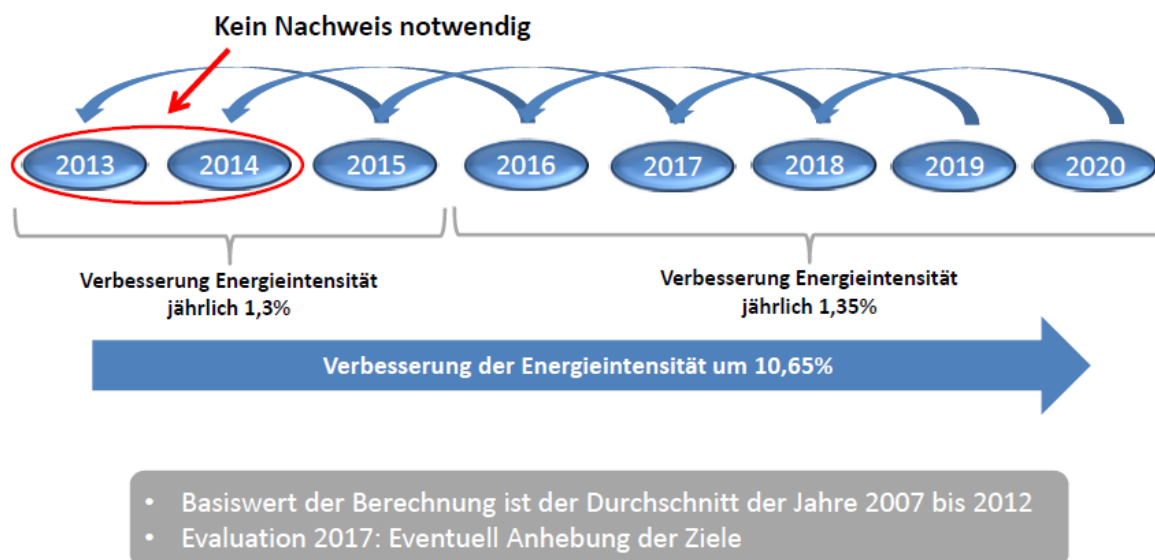 Kein Nachweis notwendig
2013 2014 2015 2016 2017 2018 2019 2020
Verbesserung Energieintensität
jährlich 1,3%
Verbesserung Energieintensität
jährlich 1,35%
Verbesserung der Energieintensität um 10,65%
• Basiswert der Berechnung ist der Durchschnitt der Jahre 2007 bis 2012
• Evaluation 2017: Eventuell Anhebung der Ziele